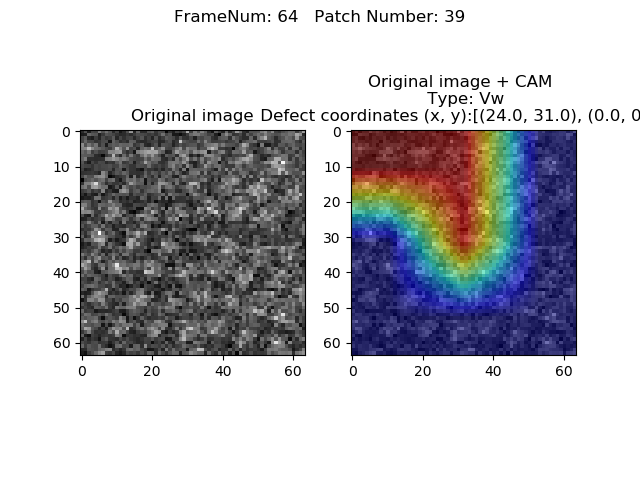 FrameNum: 64   Patch Number: 39
Original image + CAM
Type: Vw
Original image
Defect coordinates (x, y):[(24.0, 31.0), (0.0, 0
0
10
20
30
40
50
60
0 20 40 60
0
10
20
30
40
50
60
0 20 40 60